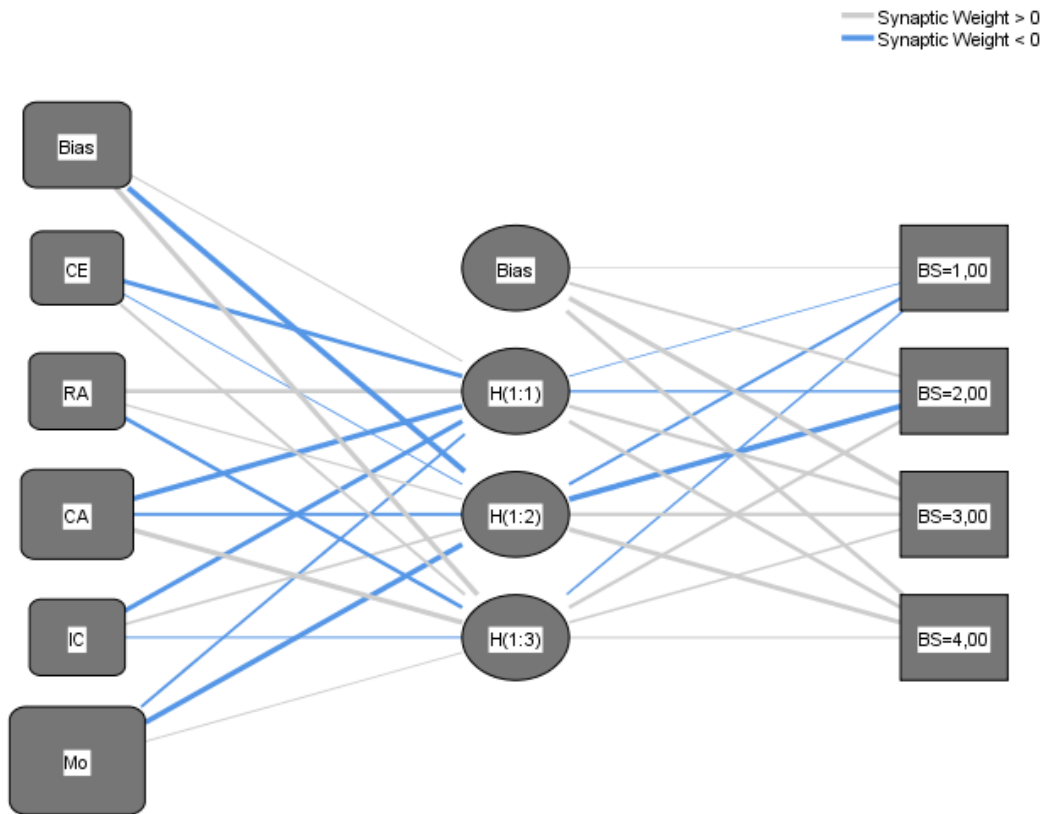 Synaptic Weight > 0
Synaptic Weight < 0
Bias
CE
RA
CA
IC
Mo
Bias
H(1:1)
H(1:2)
H(1:3)
BS=1,00
BS=2,00
BS=3,00
BS=4,00